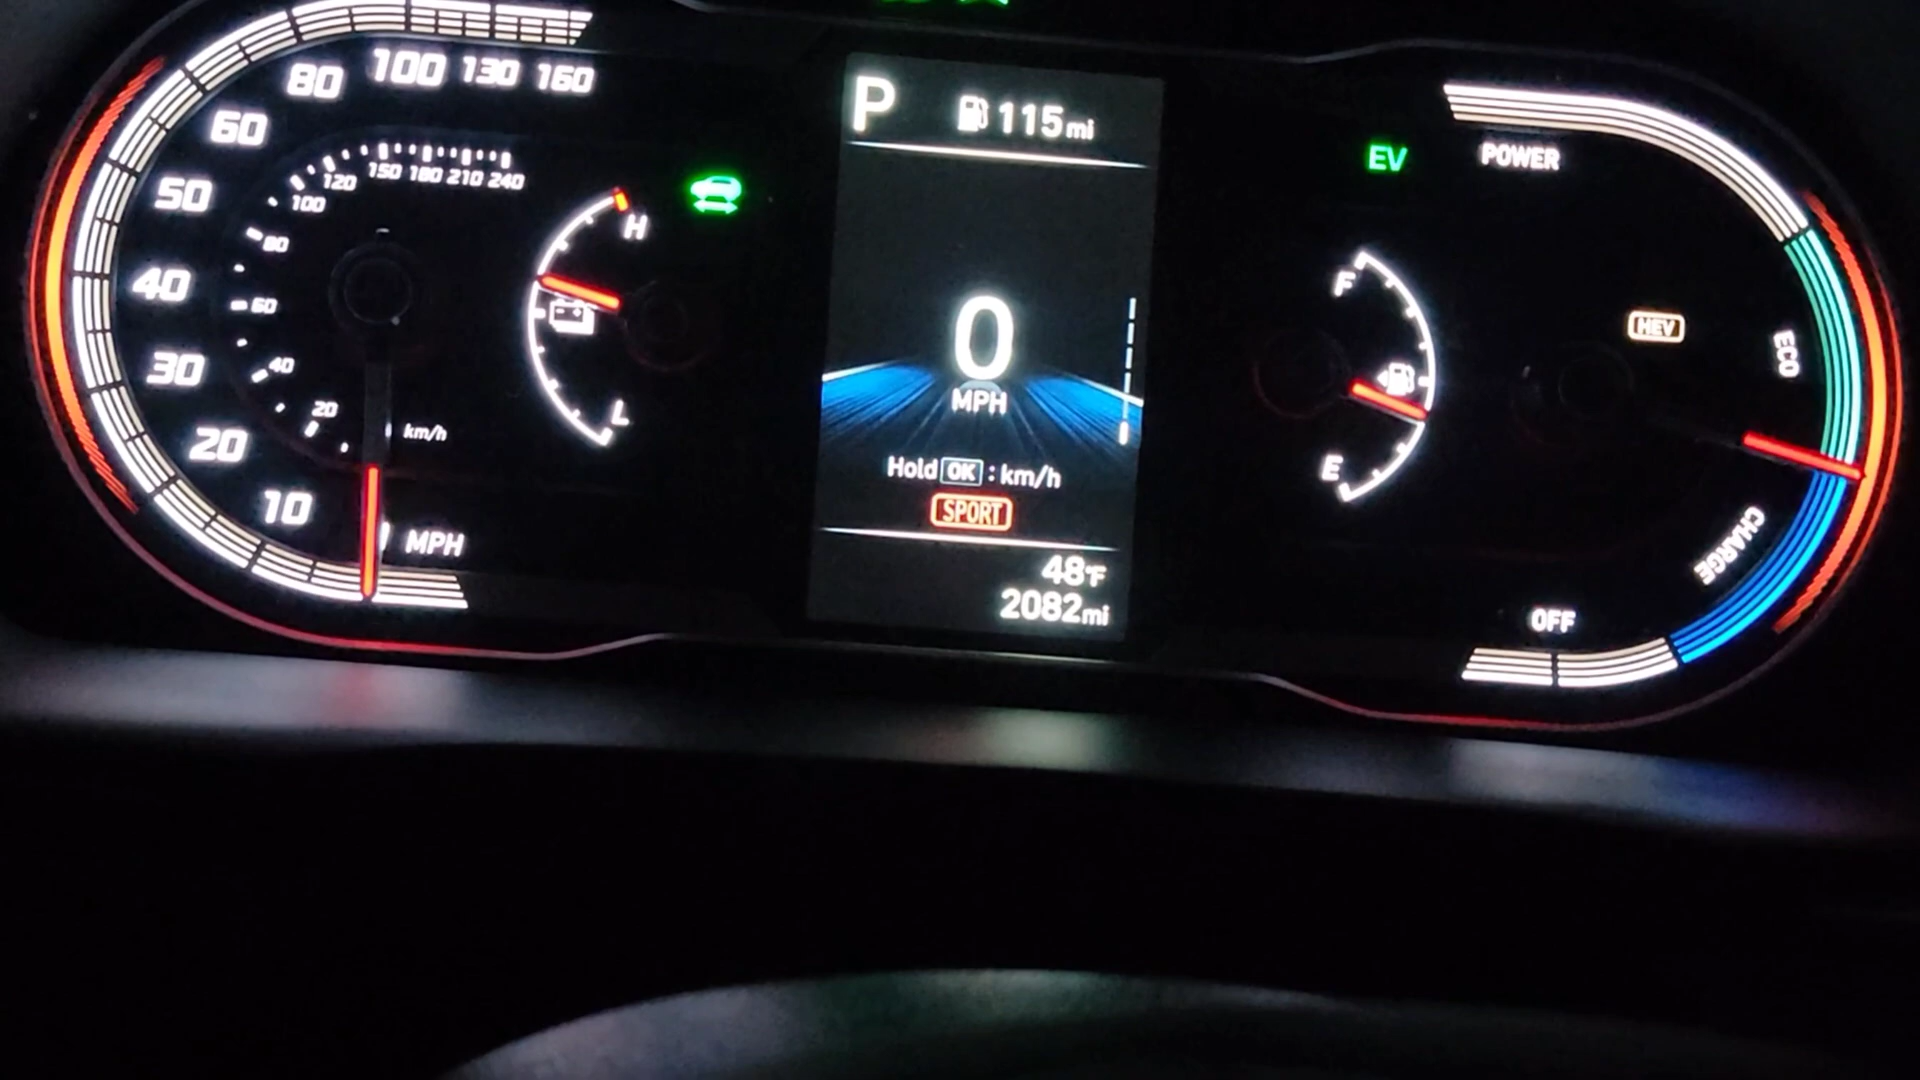 100 130 160
80
60
50
40
30
20
10
MPH
150 180 210 240
120
100
80
60
40
20
km/h
H
L
P 115mi
0
MPH
Hold OK : km/h
SPORT
48°F
2082mi
EV
POWER
F
E
HEV
ECO
CHARGE
OFF